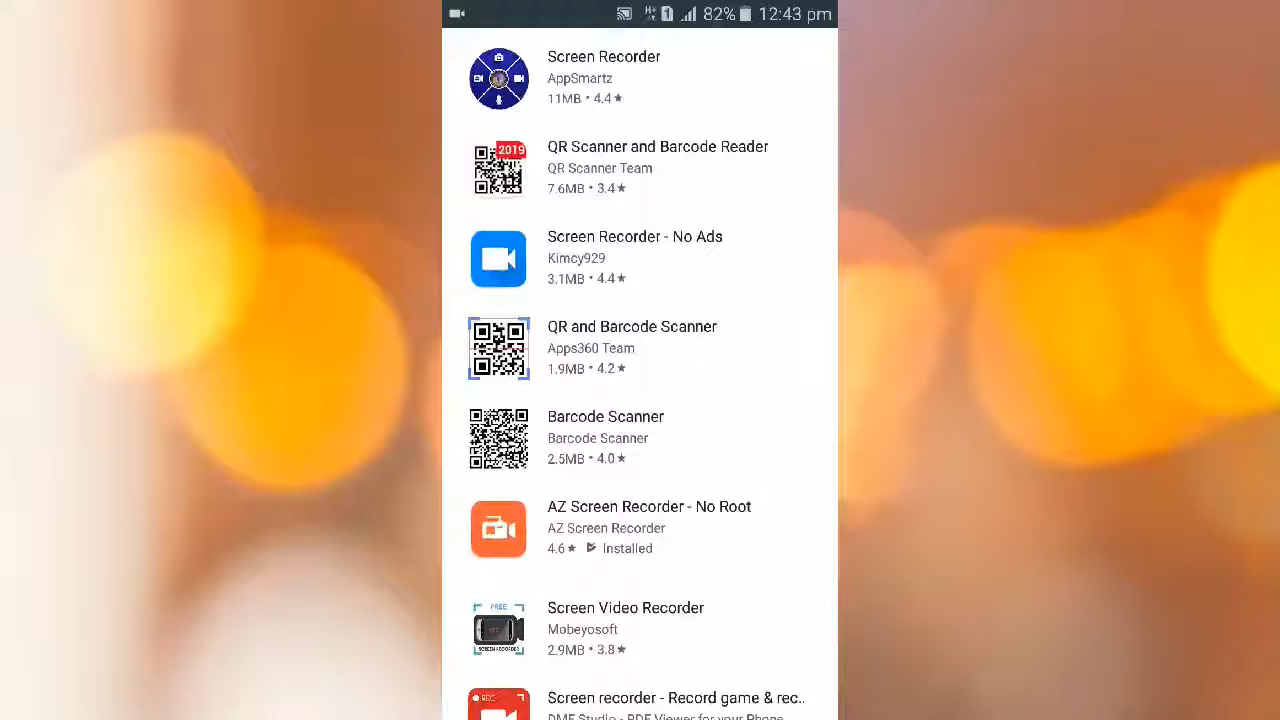 82% 12:43 pm
Screen Recorder
AppSmartz
11MB • 4.4★
2019
QR Scanner and Barcode Reader
QR Scanner Team
7.6MB • 3.4★
Screen Recorder - No Ads
Kimcy929
3.1MB • 4.4★
QR and Barcode Scanner
Apps360 Team
1.9MB • 4.2★
Barcode Scanner
Barcode Scanner
2.5MB • 4.0★
AZ Screen Recorder - No Root
AZ Screen Recorder
4.6★ Installed
FREE
SCREEN RECORDER
Screen Video Recorder
Mobeyosoft
2.9MB • 3.8★
REC
Screen recorder - Record game & rec..
DMF Studio - PDF Viewer for your Phone